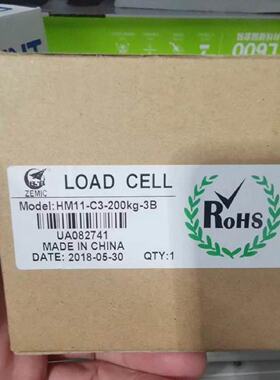 L600
ZEMIC
LOAD CELL
Model:HM11-C3-200kg-3B
UA082741
MADE IN CHINA
DATE: 2018-05-30 QTY:1
RoHS